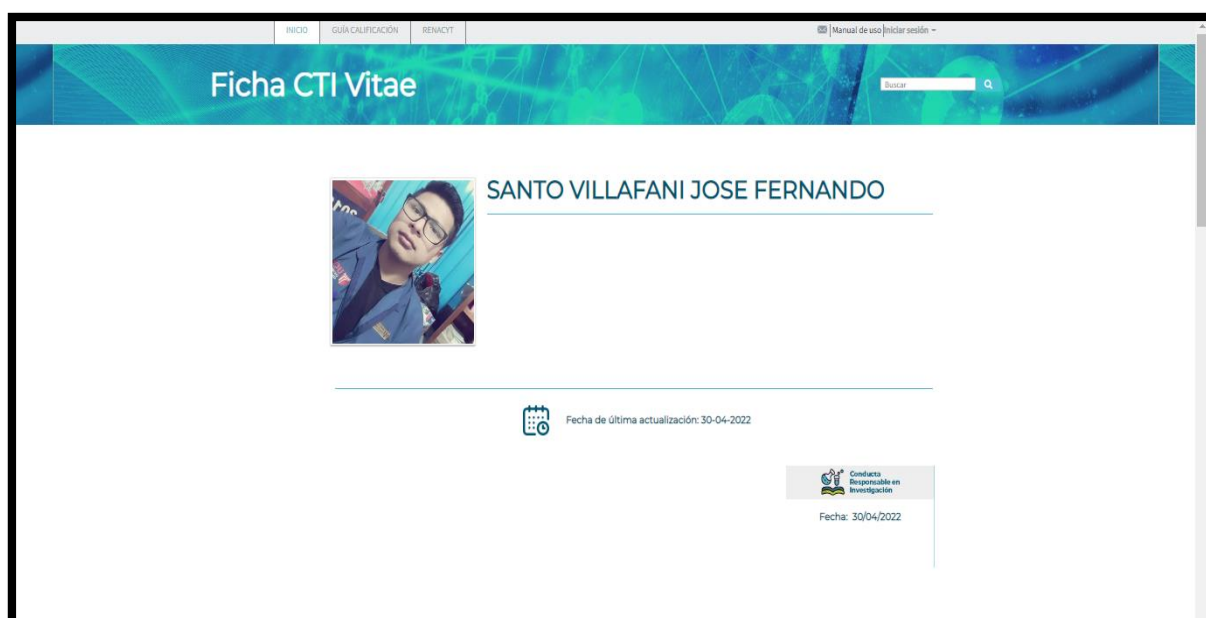 INICIO
GUÍA CALIFICACIÓN
RENACYT
Manual de uso
Iniciar sesión
Ficha CTI Vitae
Buscar
SANTO VILLAFANI JOSE FERNANDO
Fecha de última actualización: 30-04-2022
Conducta
Responsable en
Investigación
Fecha: 30/04/2022